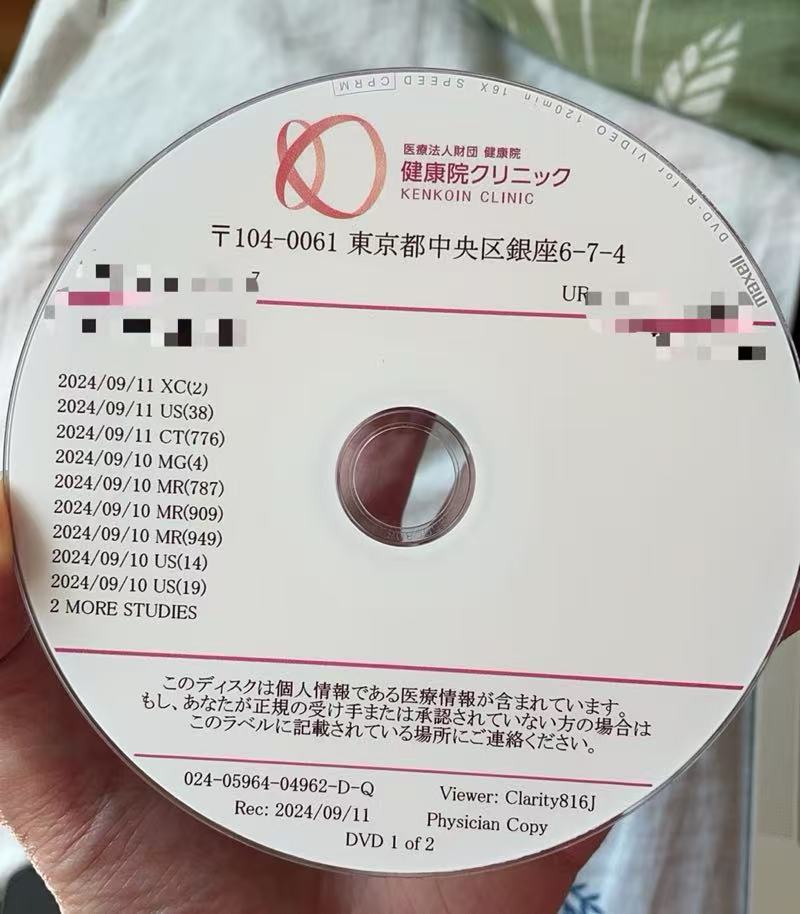 DVD-R for VIDEO 120min 16X SPEED CPRM
maxell
医療法人財団 健康院
健康院クリニック
KENKOIN CLINIC
〒104-0061 東京都中央区銀座6-7-4
7
UR
2024/09/11 XC(2)
2024/09/11 US(38)
2024/09/11 CT(776)
2024/09/10 MG(4)
2024/09/10 MR(787)
2024/09/10 MR(909)
2024/09/10 MR(949)
2024/09/10 US(14)
2024/09/10 US(19)
2 MORE STUDIES
このディスクは個人情報である医療情報が含まれています。
もし、あなたが正規の受け手または承認されていない方の場合は
このラベルに記載されている場所にご連絡ください。
024-05964-04962-D-Q
Viewer: Clarity816J
Rec: 2024/09/11
Physician Copy
DVD 1 of 2